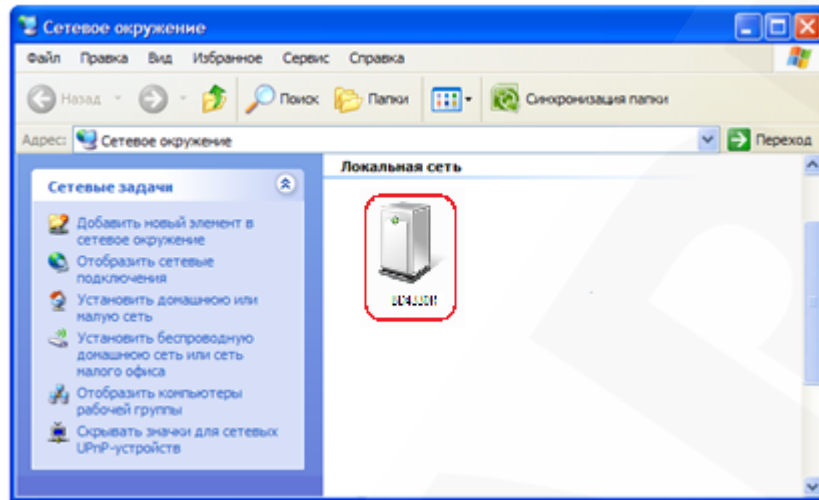 Сетевое окружение
Файл Правка Вид Избранное Сервис Справка
Назад Поиск Папки Синхронизация папки
Адрес: Сетевое окружение Переход
Локальная сеть
Сетевые задачи
Добавить новый элемент в
сетевое окружение
Отобразить сетевые
подключения
Установить домашнюю или
малую сеть
Установить беспроводную
домашнюю сеть или сеть
малого офиса
Отобразить компьютеры
рабочей группы
Скрывать значки для сетевых
UPnP-устройств